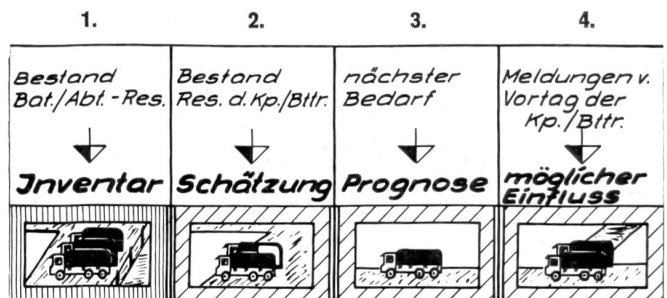 1.
Bestand
Bat./Abt.-Res.
Inventar
2.
Bestand
Res. d. Kp./Bttr.
Schätzung
3.
nächster
Bedarf
Prognose
4.
Meldungen v.
Vortag der
Kp./Bttr.
möglicher
Einfluss